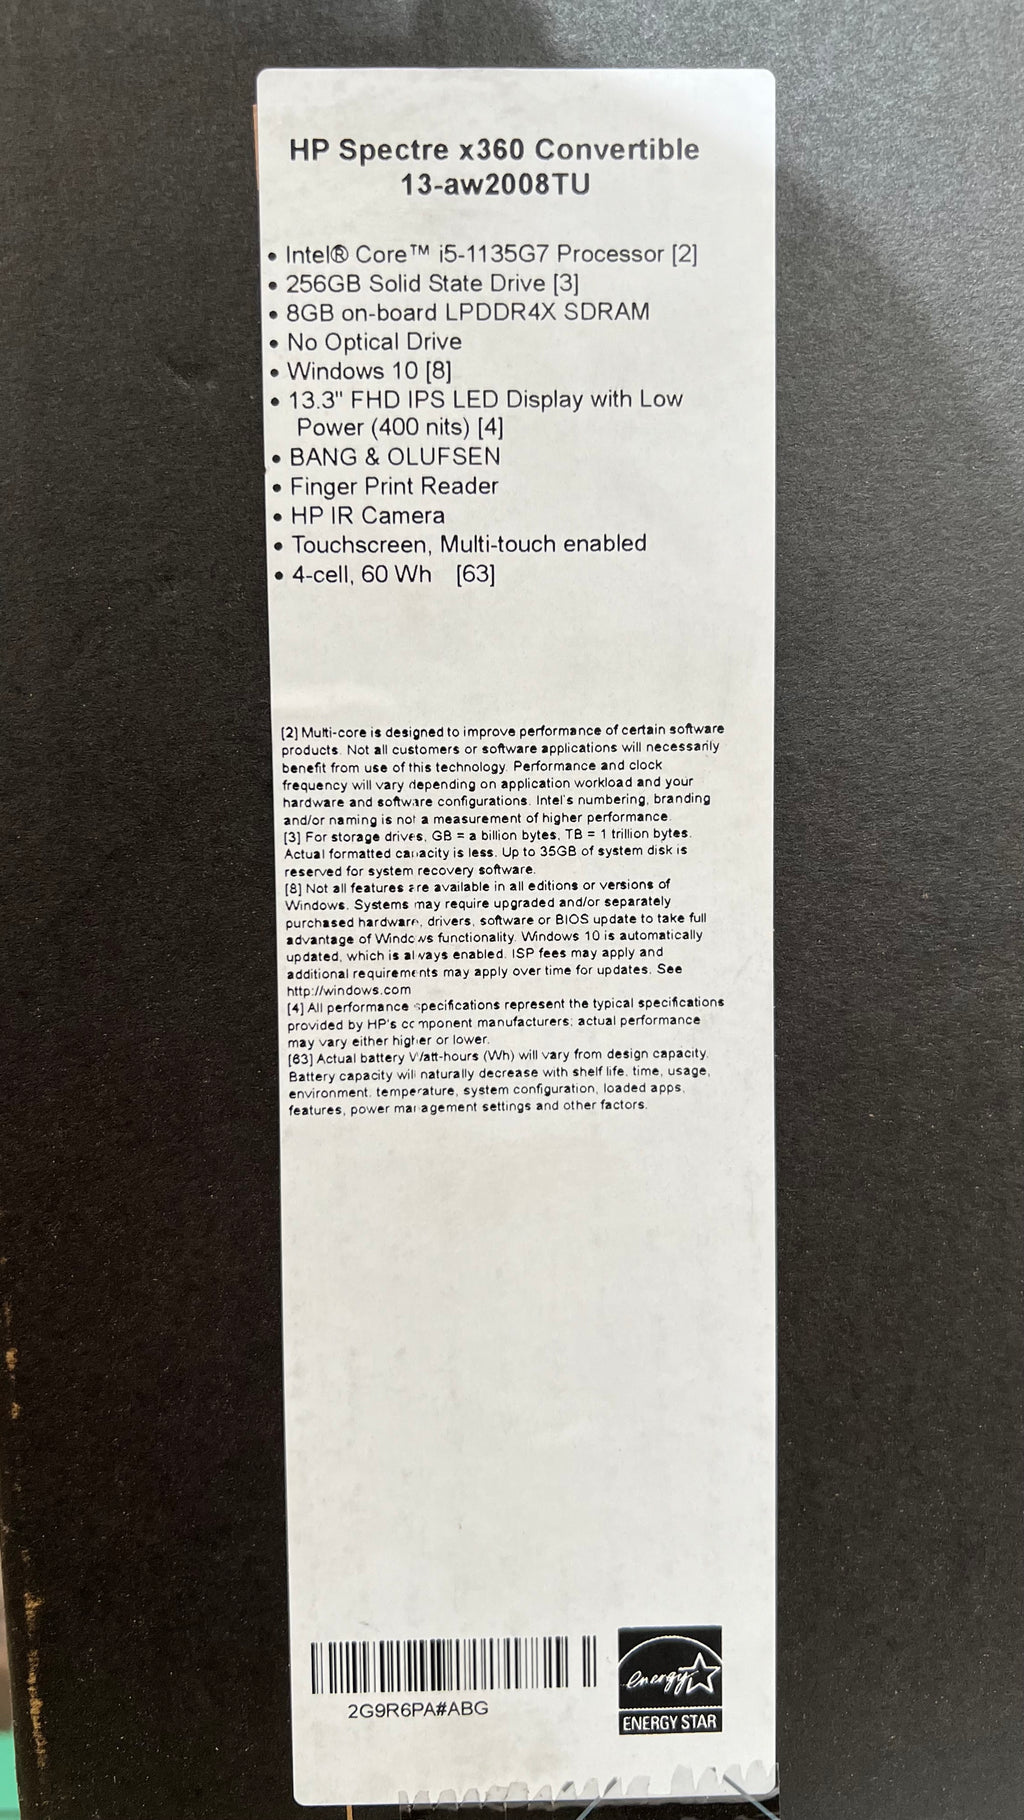 HP Spectre x360 Convertible
13-aw2008TU
• Intel® Core™ i5-1135G7 Processor [2]
• 256GB Solid State Drive [3]
• 8GB on-board LPDDR4X SDRAM
• No Optical Drive
• Windows 10 [8]
• 13.3" FHD IPS LED Display with Low
Power (400 nits) [4]
• BANG & OLUFSEN
• Finger Print Reader
• HP IR Camera
• Touchscreen, Multi-touch enabled
• 4-cell, 60 Wh [63]
[2] Multi-core is designed to improve performance of certain software
products. Not all customers or software applications will necessarily
benefit from use of this technology. Performance and clock
frequency will vary depending on application workload and your
hardware and software configurations. Intel's numbering, branding
and/or naming is not a measurement of higher performance.
[3] For storage drives, GB = a billion bytes, TB = 1 trillion bytes.
Actual formatted capacity is less. Up to 35GB of system disk is
reserved for system recovery software.
[8] Not all features are available in all editions or versions of
Windows. Systems may require upgraded and/or separately
purchased hardware, drivers, software or BIOS update to take full
advantage of Windows functionality. Windows 10 is automatically
updated, which is always enabled. ISP fees may apply and
additional requirements may apply over time for updates. See
http://windows.com
[4] All performance specifications represent the typical specifications
provided by HP's component manufacturers; actual performance
may vary either higher or lower.
[63] Actual battery Watt-hours (Wh) will vary from design capacity.
Battery capacity will naturally decrease with shelf life, time, usage,
environment, temperature, system configuration, loaded apps,
features, power management settings and other factors.
energy
2G9R6PA#ABG
ENERGY STAR